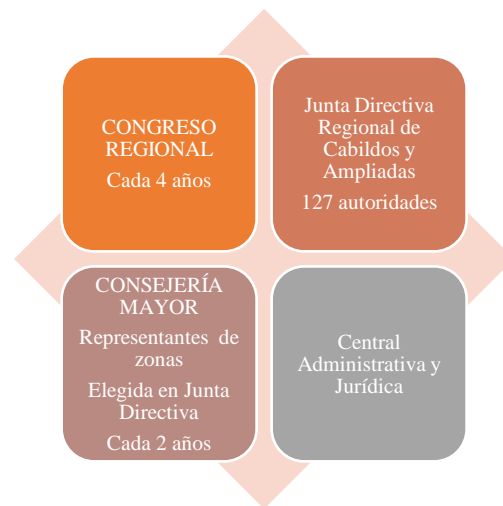 CONGRESO
REGIONAL
Cada 4 años
Junta Directiva
Regional de
Cabildos y
Ampliadas
127 autoridades
CONSEJERÍA
MAYOR
Representantes de
zonas
Elegida en Junta
Directiva
Cada 2 años
Central
Administrativa y
Jurídica